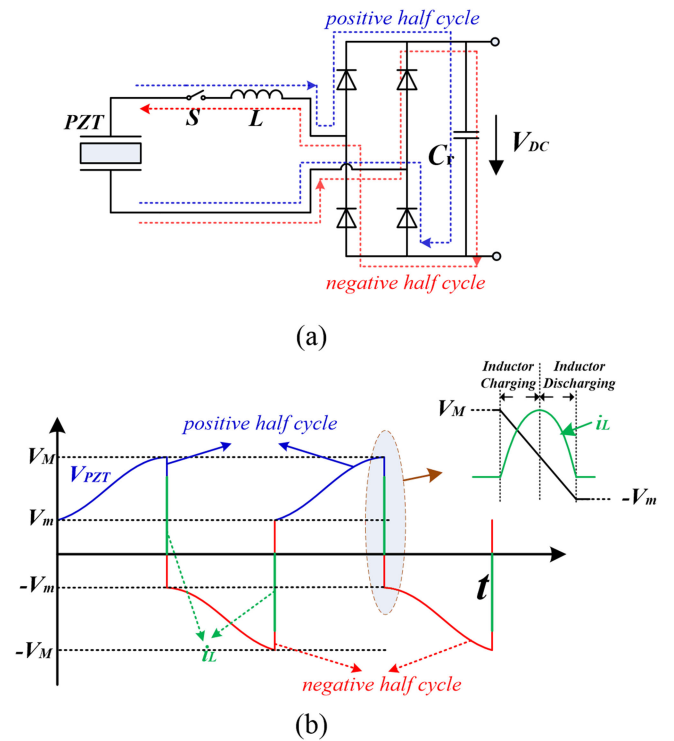 positive half cycle
PZT
S
L
Cr
VDC
negative half cycle
(a)
Inductor Inductor
Charging Discharging
VM
iL
-Vm
positive half cycle
VM
VPZT
Vm
-Vm
t
-VM
iL
negative half cycle
(b)